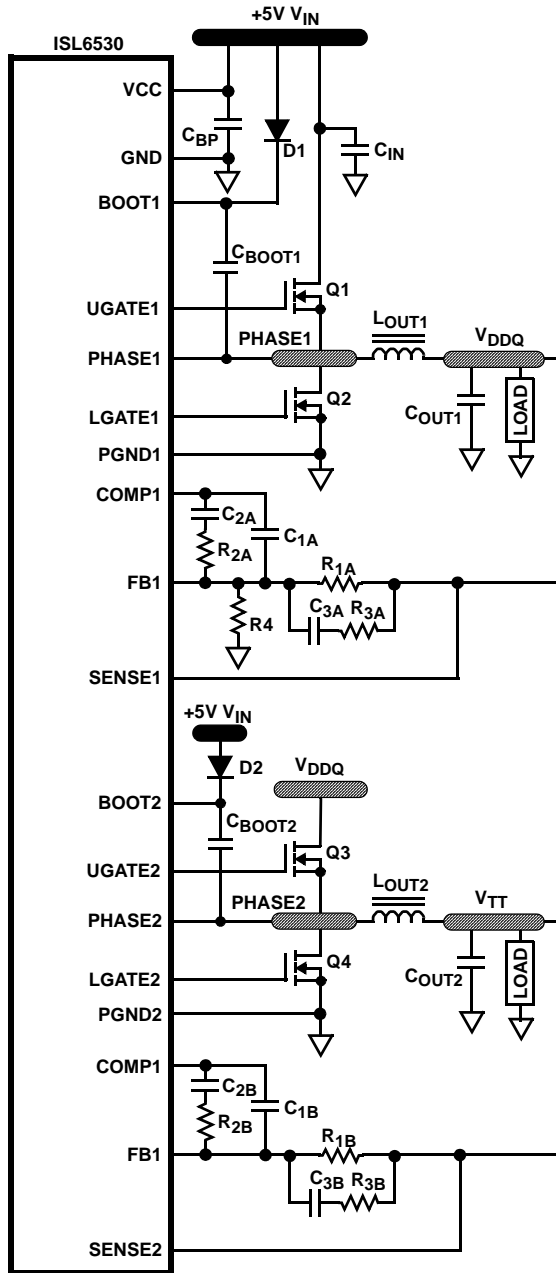 +5V VIN
ISL6530
VCC
CBP
GND
D1
CIN
BOOT1
CBOOT1
UGATE1
Q1
PHASE1
PHASE1
LOUT1
VDDQ
LGATE1
Q2
COUT1
LOAD
PGND1
COMP1
C2A
C1A
R2A
R1A
FB1
C3A
R3A
R4
SENSE1
+5V VIN
D2
VDDQ
BOOT2
CBOOT2
Q3
UGATE2
PHASE2
PHASE2
LOUT2
VTT
LGATE2
Q4
COUT2
LOAD
PGND2
COMP1
C2B
C1B
R2B
R1B
FB1
C3B
R3B
SENSE2